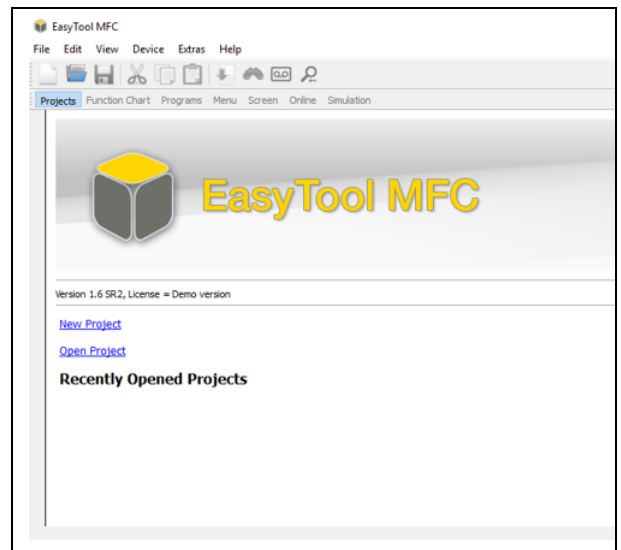 EasyTool MFC
File Edit View Device Extras Help
Projects Function Chart Programs Menu Screen Online Simulation
EasyTool MFC
Version 1.6 SR2, License = Demo version
New Project
Open Project
Recently Opened Projects